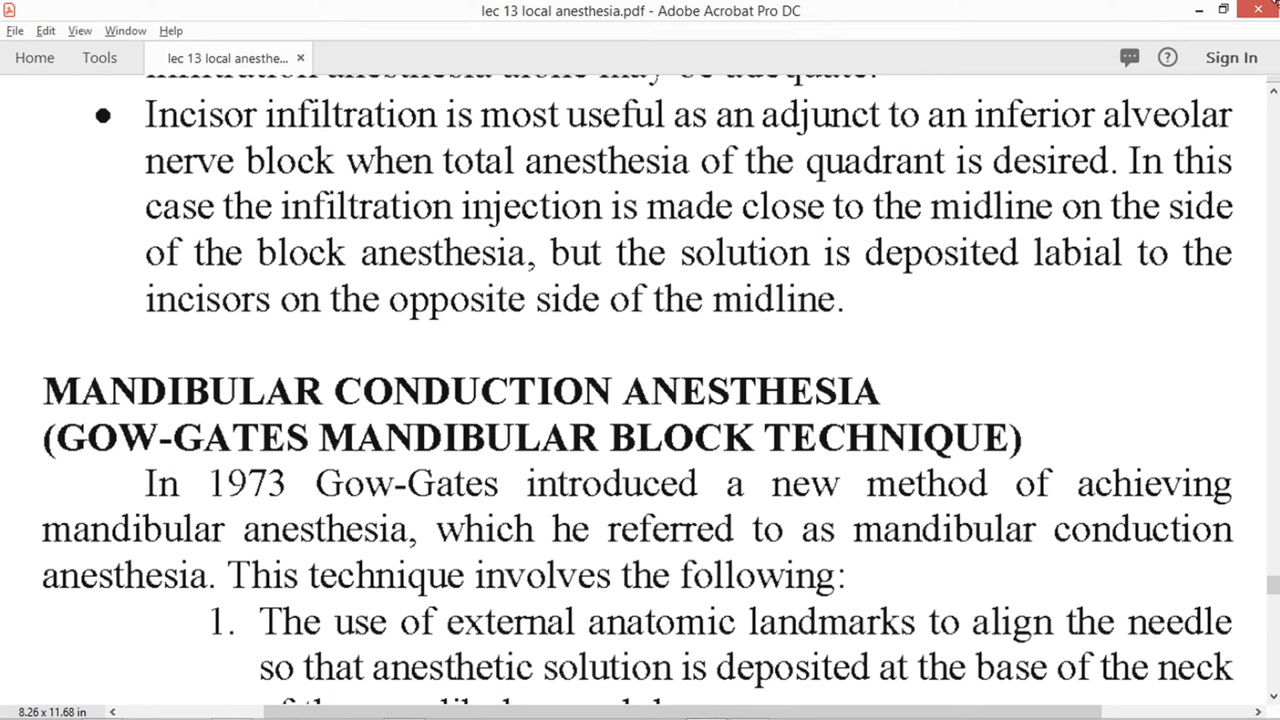 lec 13 local anesthesia.pdf - Adobe Acrobat Pro DC
File Edit View Window Help
Home Tools lec 13 local anesthe... × Sign In
infiltration anesthesia alone may be adequate.
● Incisor infiltration is most useful as an adjunct to an inferior alveolar
nerve block when total anesthesia of the quadrant is desired. In this
case the infiltration injection is made close to the midline on the side
of the block anesthesia, but the solution is deposited labial to the
incisors on the opposite side of the midline.
MANDIBULAR CONDUCTION ANESTHESIA
(GOW-GATES MANDIBULAR BLOCK TECHNIQUE)
In 1973 Gow-Gates introduced a new method of achieving
mandibular anesthesia, which he referred to as mandibular conduction
anesthesia. This technique involves the following:
1. The use of external anatomic landmarks to align the needle
so that anesthetic solution is deposited at the base of the neck
8.26 x 11.68 in